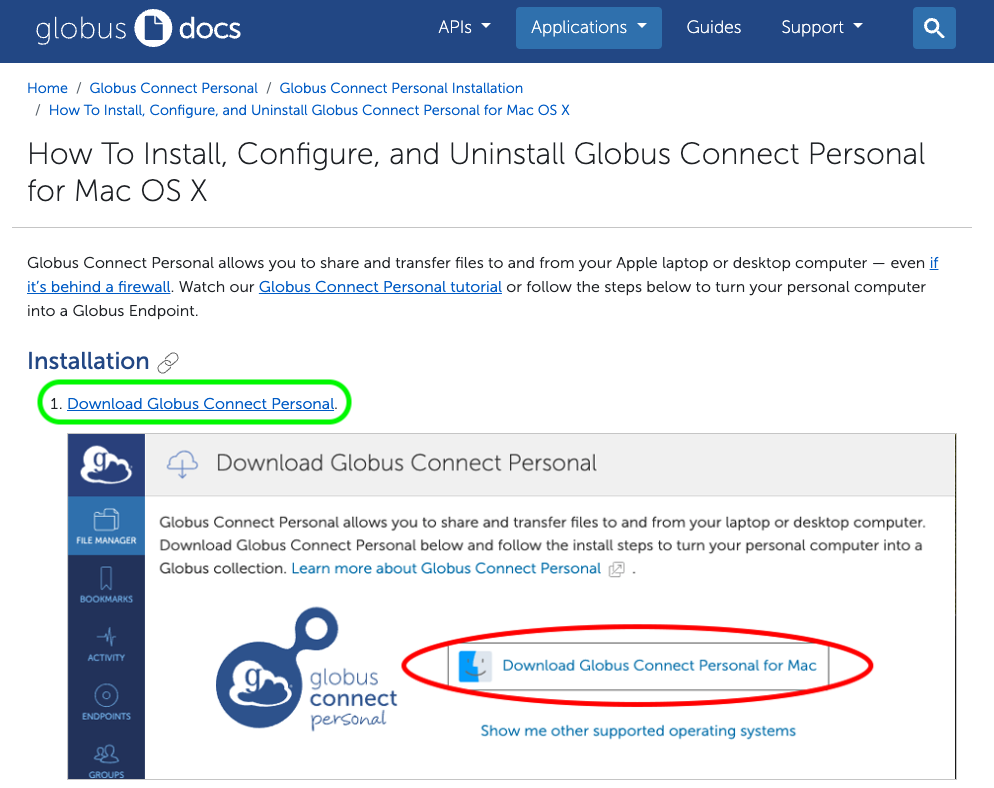 globus docs APIs Applications Guides Support
Home / Globus Connect Personal / Globus Connect Personal Installation
/ How To Install, Configure, and Uninstall Globus Connect Personal for Mac OS X
How To Install, Configure, and Uninstall Globus Connect Personal
for Mac OS X
Globus Connect Personal allows you to share and transfer files to and from your Apple laptop or desktop computer — even if
it’s behind a firewall. Watch our Globus Connect Personal tutorial or follow the steps below to turn your personal computer
into a Globus Endpoint.
Installation
1. Download Globus Connect Personal.
g
Download Globus Connect Personal
FILE MANAGER
BOOKMARKS
ACTIVITY
ENDPOINTS
GROUPS
Globus Connect Personal allows you to share and transfer files to and from your laptop or desktop computer.
Download Globus Connect Personal below and follow the install steps to turn your personal computer into a
Globus collection. Learn more about Globus Connect Personal .
g
globus
connect
personal
Download Globus Connect Personal for Mac
Show me other supported operating systems